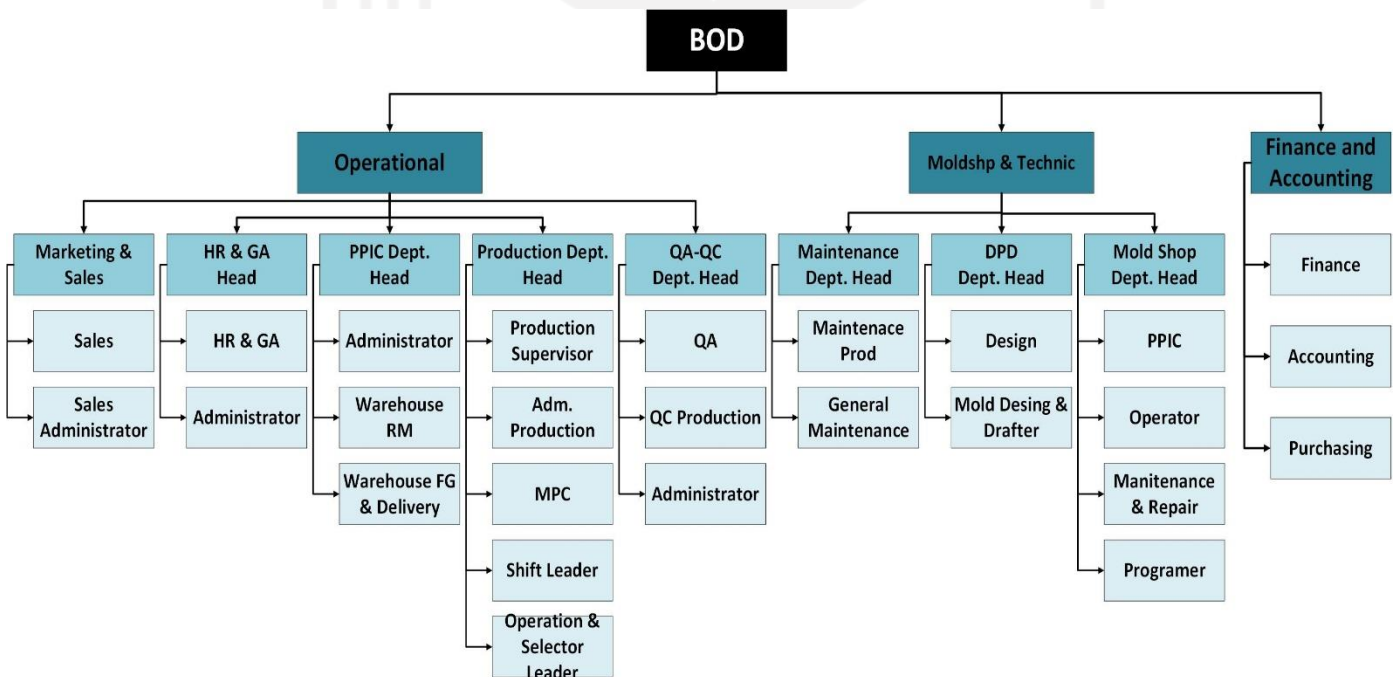 BOD
Operational
Moldshp & Technic
Finance and
Accounting
Marketing &
Sales
HR & GA
Head
PPIC Dept.
Head
Production Dept.
Head
QA-QC
Dept. Head
Maintenance
Dept. Head
DPD
Dept. Head
Mold Shop
Dept. Head
Sales
Sales
Administrator
HR & GA
Administrator
Administrator
Warehouse
RM
Warehouse FG
& Delivery
Production
Supervisor
Adm.
Production
MPC
Shift Leader
Operation &
Selector
Leader
QA
QC Production
Administrator
Maintenace
Prod
General
Maintenance
Design
Mold Desing &
Drafter
PPIC
Operator
Manitenance
& Repair
Programer
Finance
Accounting
Purchasing